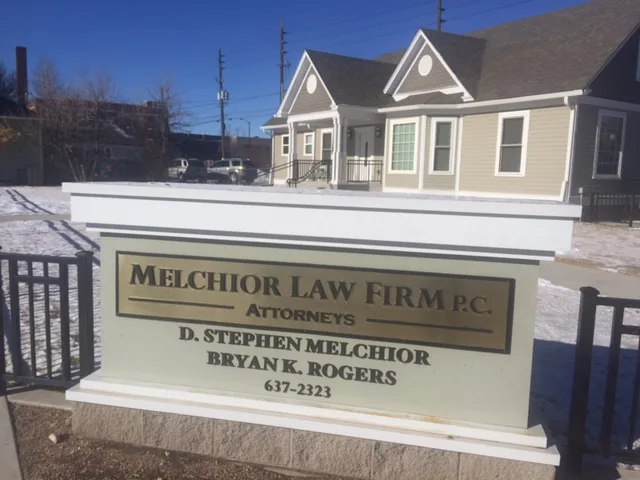 MELCHIOR LAW FIRM P.C.
ATTORNEYS
D. STEPHEN MELCHIOR
BRYAN K. ROGERS
637-2323